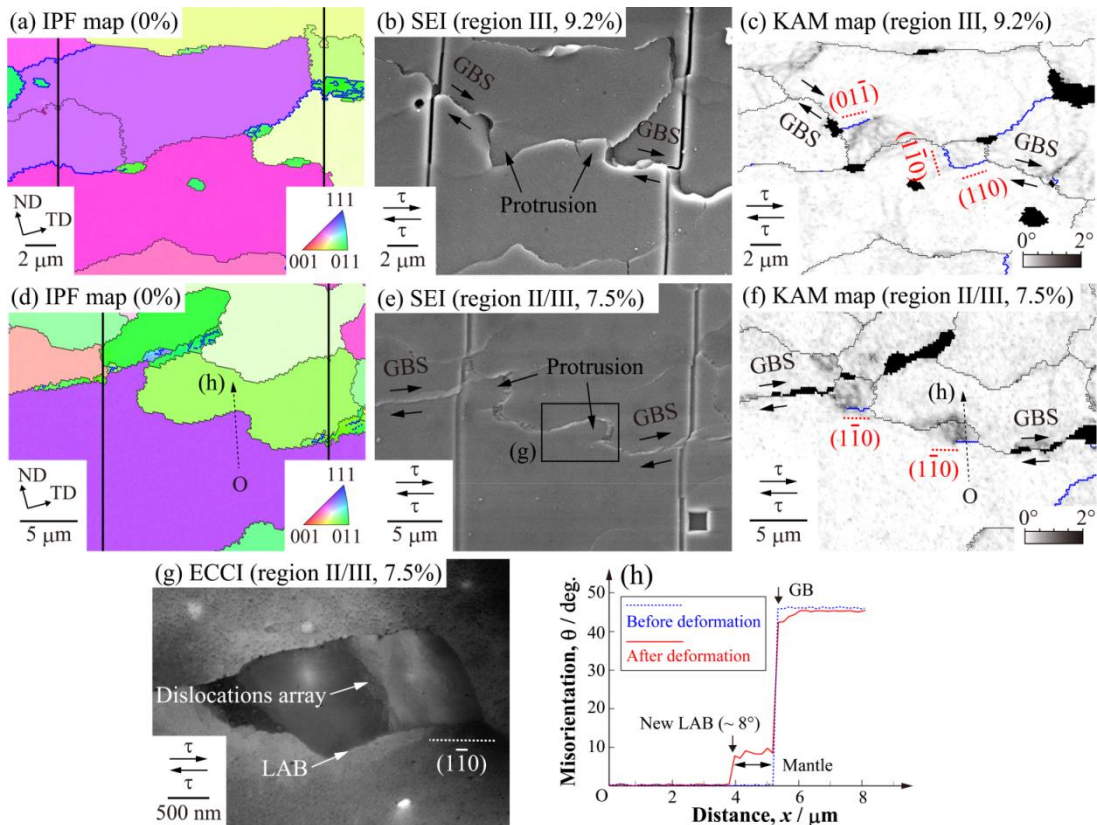 (a) IPF map (0%)
ND
TD
2 μm
111
001 011
(b) SEI (region III, 9.2%)
GBS
GBS
Protrusion
τ
τ
2 μm
(c) KAM map (region III, 9.2%)
(011̅)
GBS
(11̅0)
GBS
(110)
τ
τ
2 μm
0° 2°
(d) IPF map (0%)
(h)
O
ND
TD
5 μm
111
001 011
(e) SEI (region II/III, 7.5%)
Protrusion
GBS
GBS
(g)
τ
τ
5 μm
(f) KAM map (region II/III, 7.5%)
GBS
(h)
GBS
(11̅0)
(11̅0)
O
τ
τ
5 μm
0° 2°
(g) ECCI (region II/III, 7.5%)
Dislocations array
LAB
(11̅0)
τ
τ
500 nm
(h)
Misorientation, θ / deg.
50
40
30
20
10
O 2 4 6 8
Distance, x / μm
Before deformation
After deformation
GB
New LAB (~ 8°)
Mantle